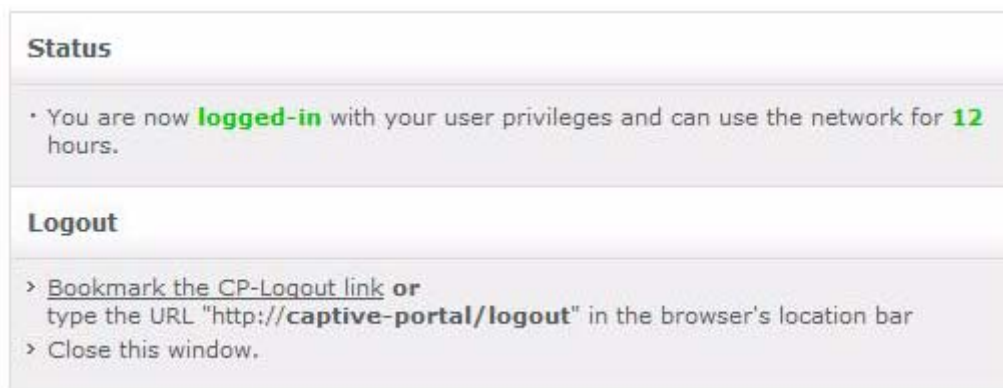 Status
· You are now logged-in with your user privileges and can use the network for 12
hours.
Logout
> Bookmark the CP-Logout link or
type the URL "http://captive-portal/logout" in the browser's location bar
> Close this window.